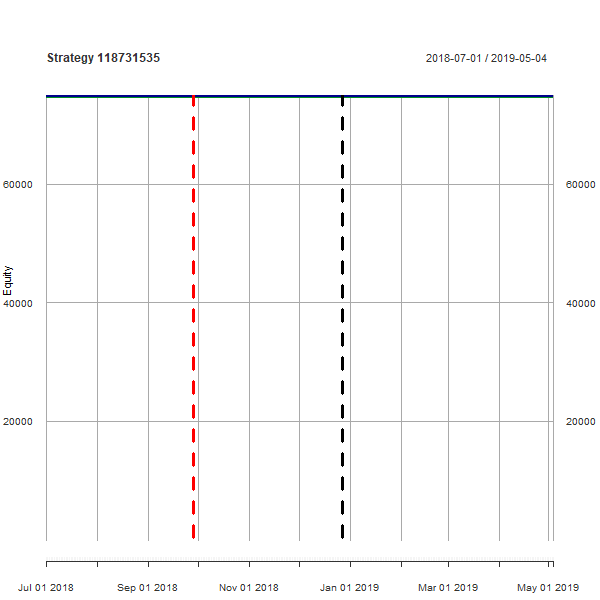 Strategy 118731535
2018-07-01 / 2019-05-04
60000
60000
Equity
40000
40000
20000
20000
Jul 01 2018
Sep 01 2018
Nov 01 2018
Jan 01 2019
Mar 01 2019
May 01 2019